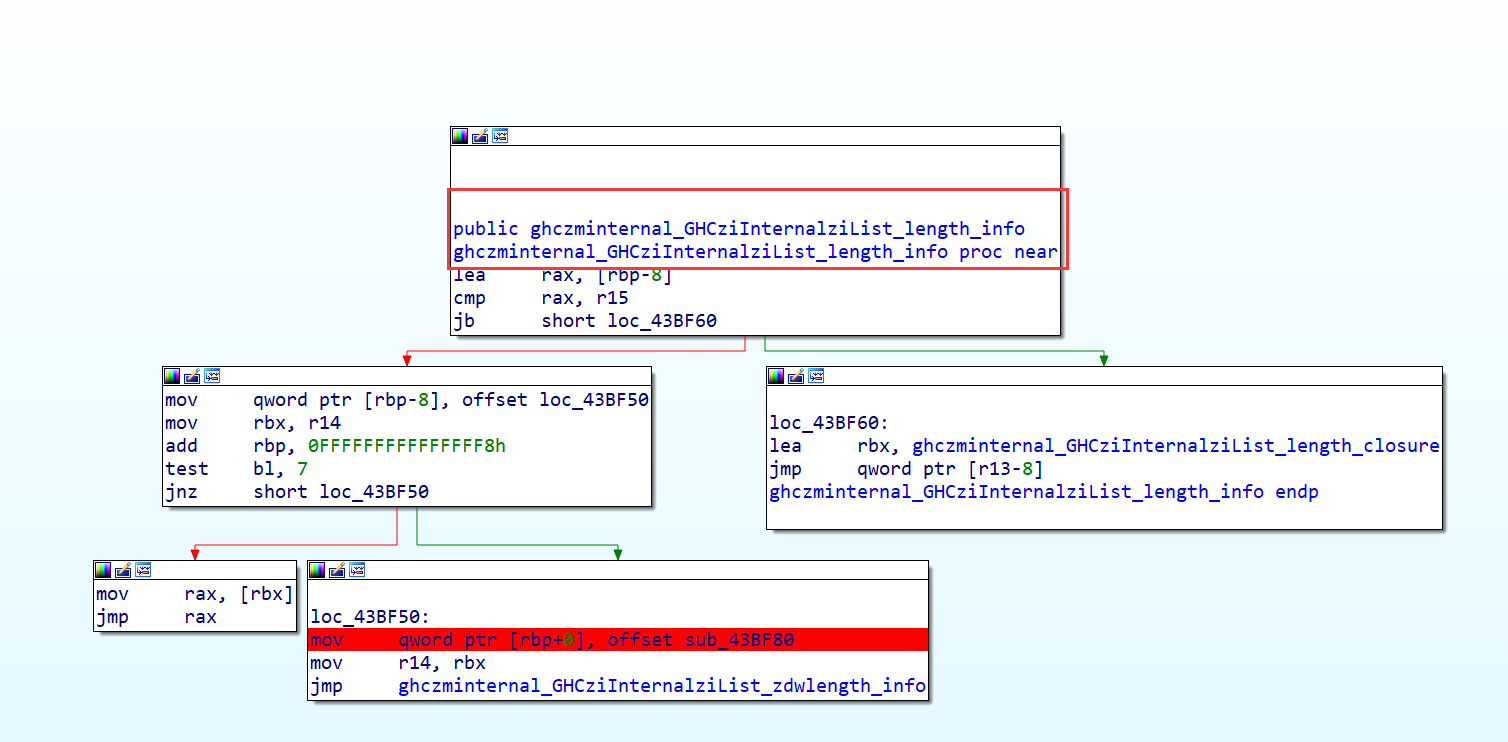 public ghczminternal_GHCziInternalziList_length_info
ghczminternal_GHCziInternalziList_length_info proc near
lea rax, [rbp-8]
cmp rax, r15
jb short loc_43BF60
mov qword ptr [rbp-8], offset loc_43BF50
mov rbx, r14
add rbp, 0FFFFFFFFFFFFFFF8h
test bl, 7
jnz short loc_43BF50
loc_43BF60:
lea rbx, ghczminternal_GHCziInternalziList_length_closure
jmp qword ptr [r13-8]
ghczminternal_GHCziInternalziList_length_info endp
mov rax, [rbx]
jmp rax
loc_43BF50:
mov qword ptr [rbp+0], offset sub_43BF80
mov r14, rbx
jmp ghczminternal_GHCziInternalziList_zdwlength_info